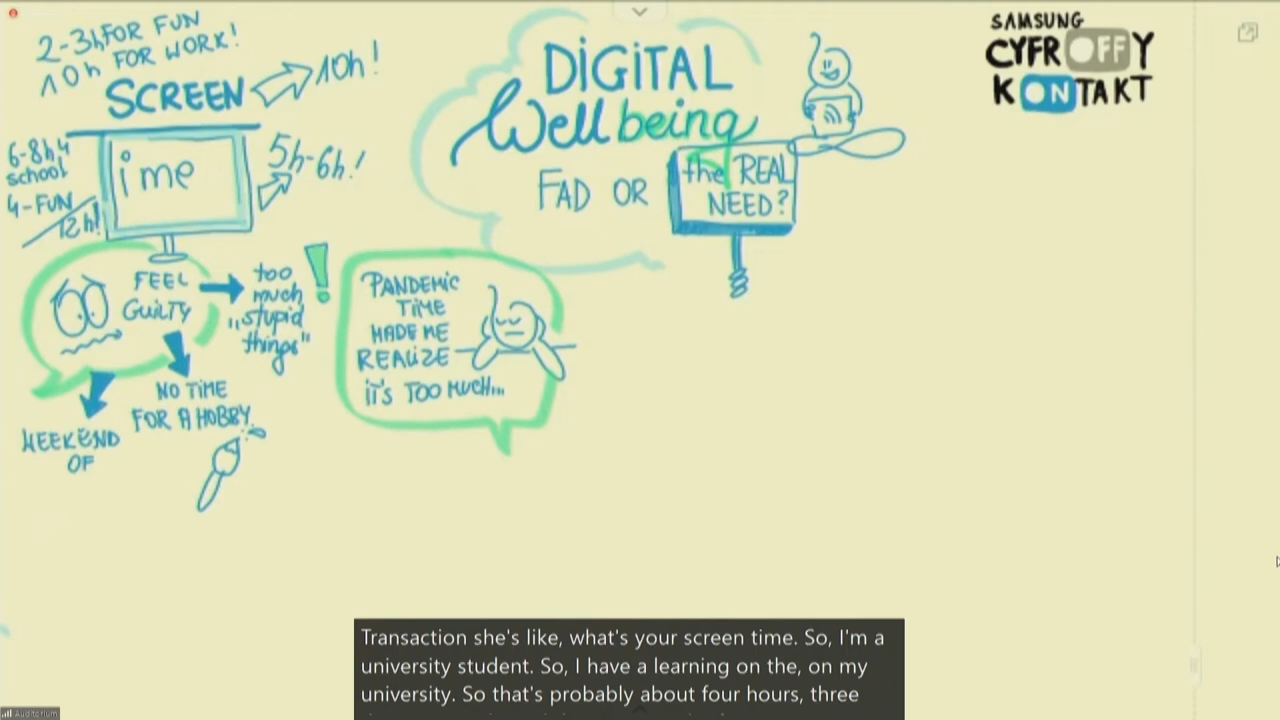 2-3h FOR FUN
10h FOR WORK!
SCREEN
10h!
ime
5h-6h!
6-8h
school
4-FUN
12h!
FEEL
GUILTY
too
much
„stupid
things"
!
NO TIME
FOR A HOBBY
WEEKEND
OF
DiGiTAL
Wellbeing
FAD OR
the REAL
NEED?
PANDEMiC
TiME
MADE ME
REALiZE
iT'S TOO MUCH...
SAMSUNG
CYFROFFY
KONTAKT
Transaction she's like, what's your screen time. So, I'm a
university student. So, I have a learning on the, on my
university. So that's probably about four hours, three
Auditorium